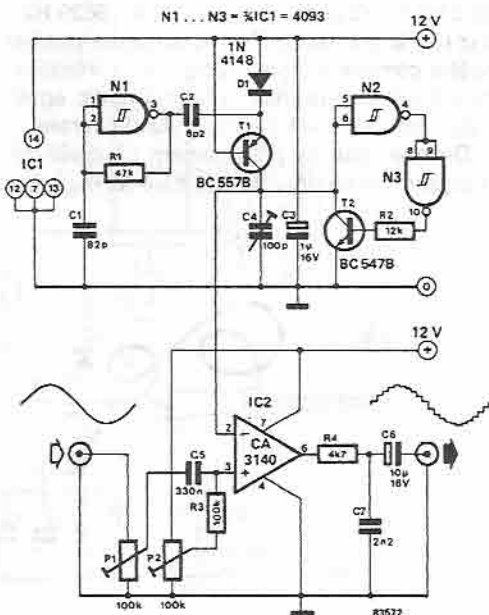 N1 . . . N3 = ¾IC1 = 4093
12 V
+
1N
4148
D1
N1
1
2
3
C2
8p2
N2
5
6
4
14
IC1
12 7 13
R1
47k
T1
BC 557B
8
9
N3
10
C1
82p
C4
100p
C3
1µ
16V
T2
R2
12k
BC 547B
0
12 V
+
IC2
2
7
CA
3140
3
+
6
4
R4
4k7
C6
10µ
16V
C5
330n
R3
100k
P1
100k
P2
100k
C7
2n2